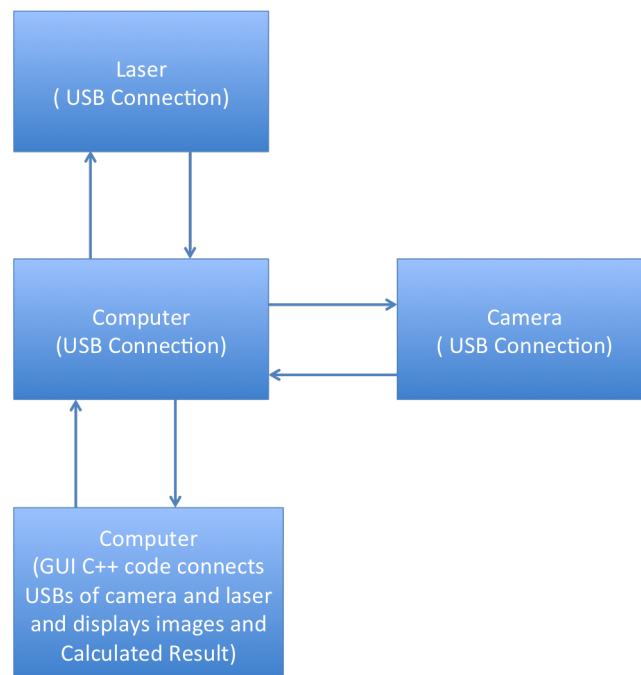 Laser
( USB Connection)
Computer
(USB Connection)
Camera
( USB Connection)
Computer
(GUI C++ code connects
USBs of camera and laser
and displays images and
Calculated Result)